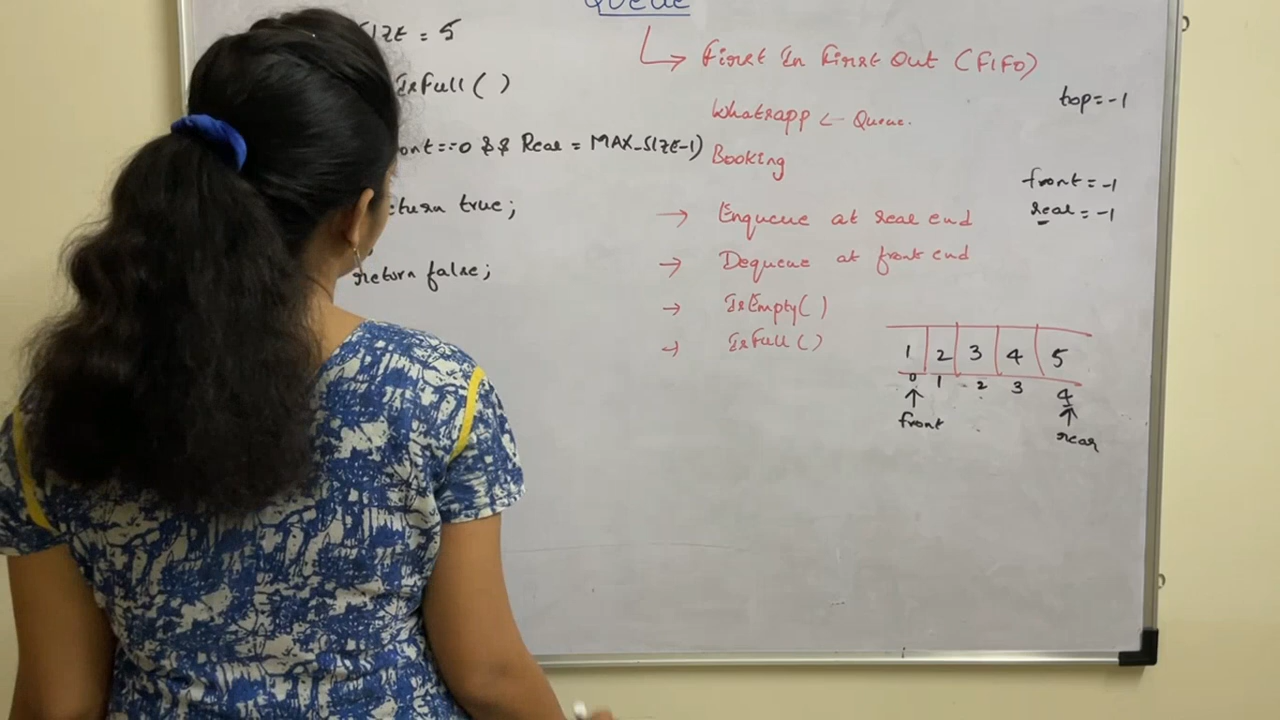 Queue
SIZE = 5
IsFull ( )
ont==0 && Rear = MAX_SIZE-1)
eturn true;
return false;
First In First Out (FIFO)
Whatsapp ← Queue.
Booking
→ Enqueue at rear end
→ Dequeue at front end
→ IsEmpty( )
→ IsFull ( )
top=-1
front=-1
rear=-1
1 2 3 4 5
0 1 2 3 4
↑ ↑
front rear